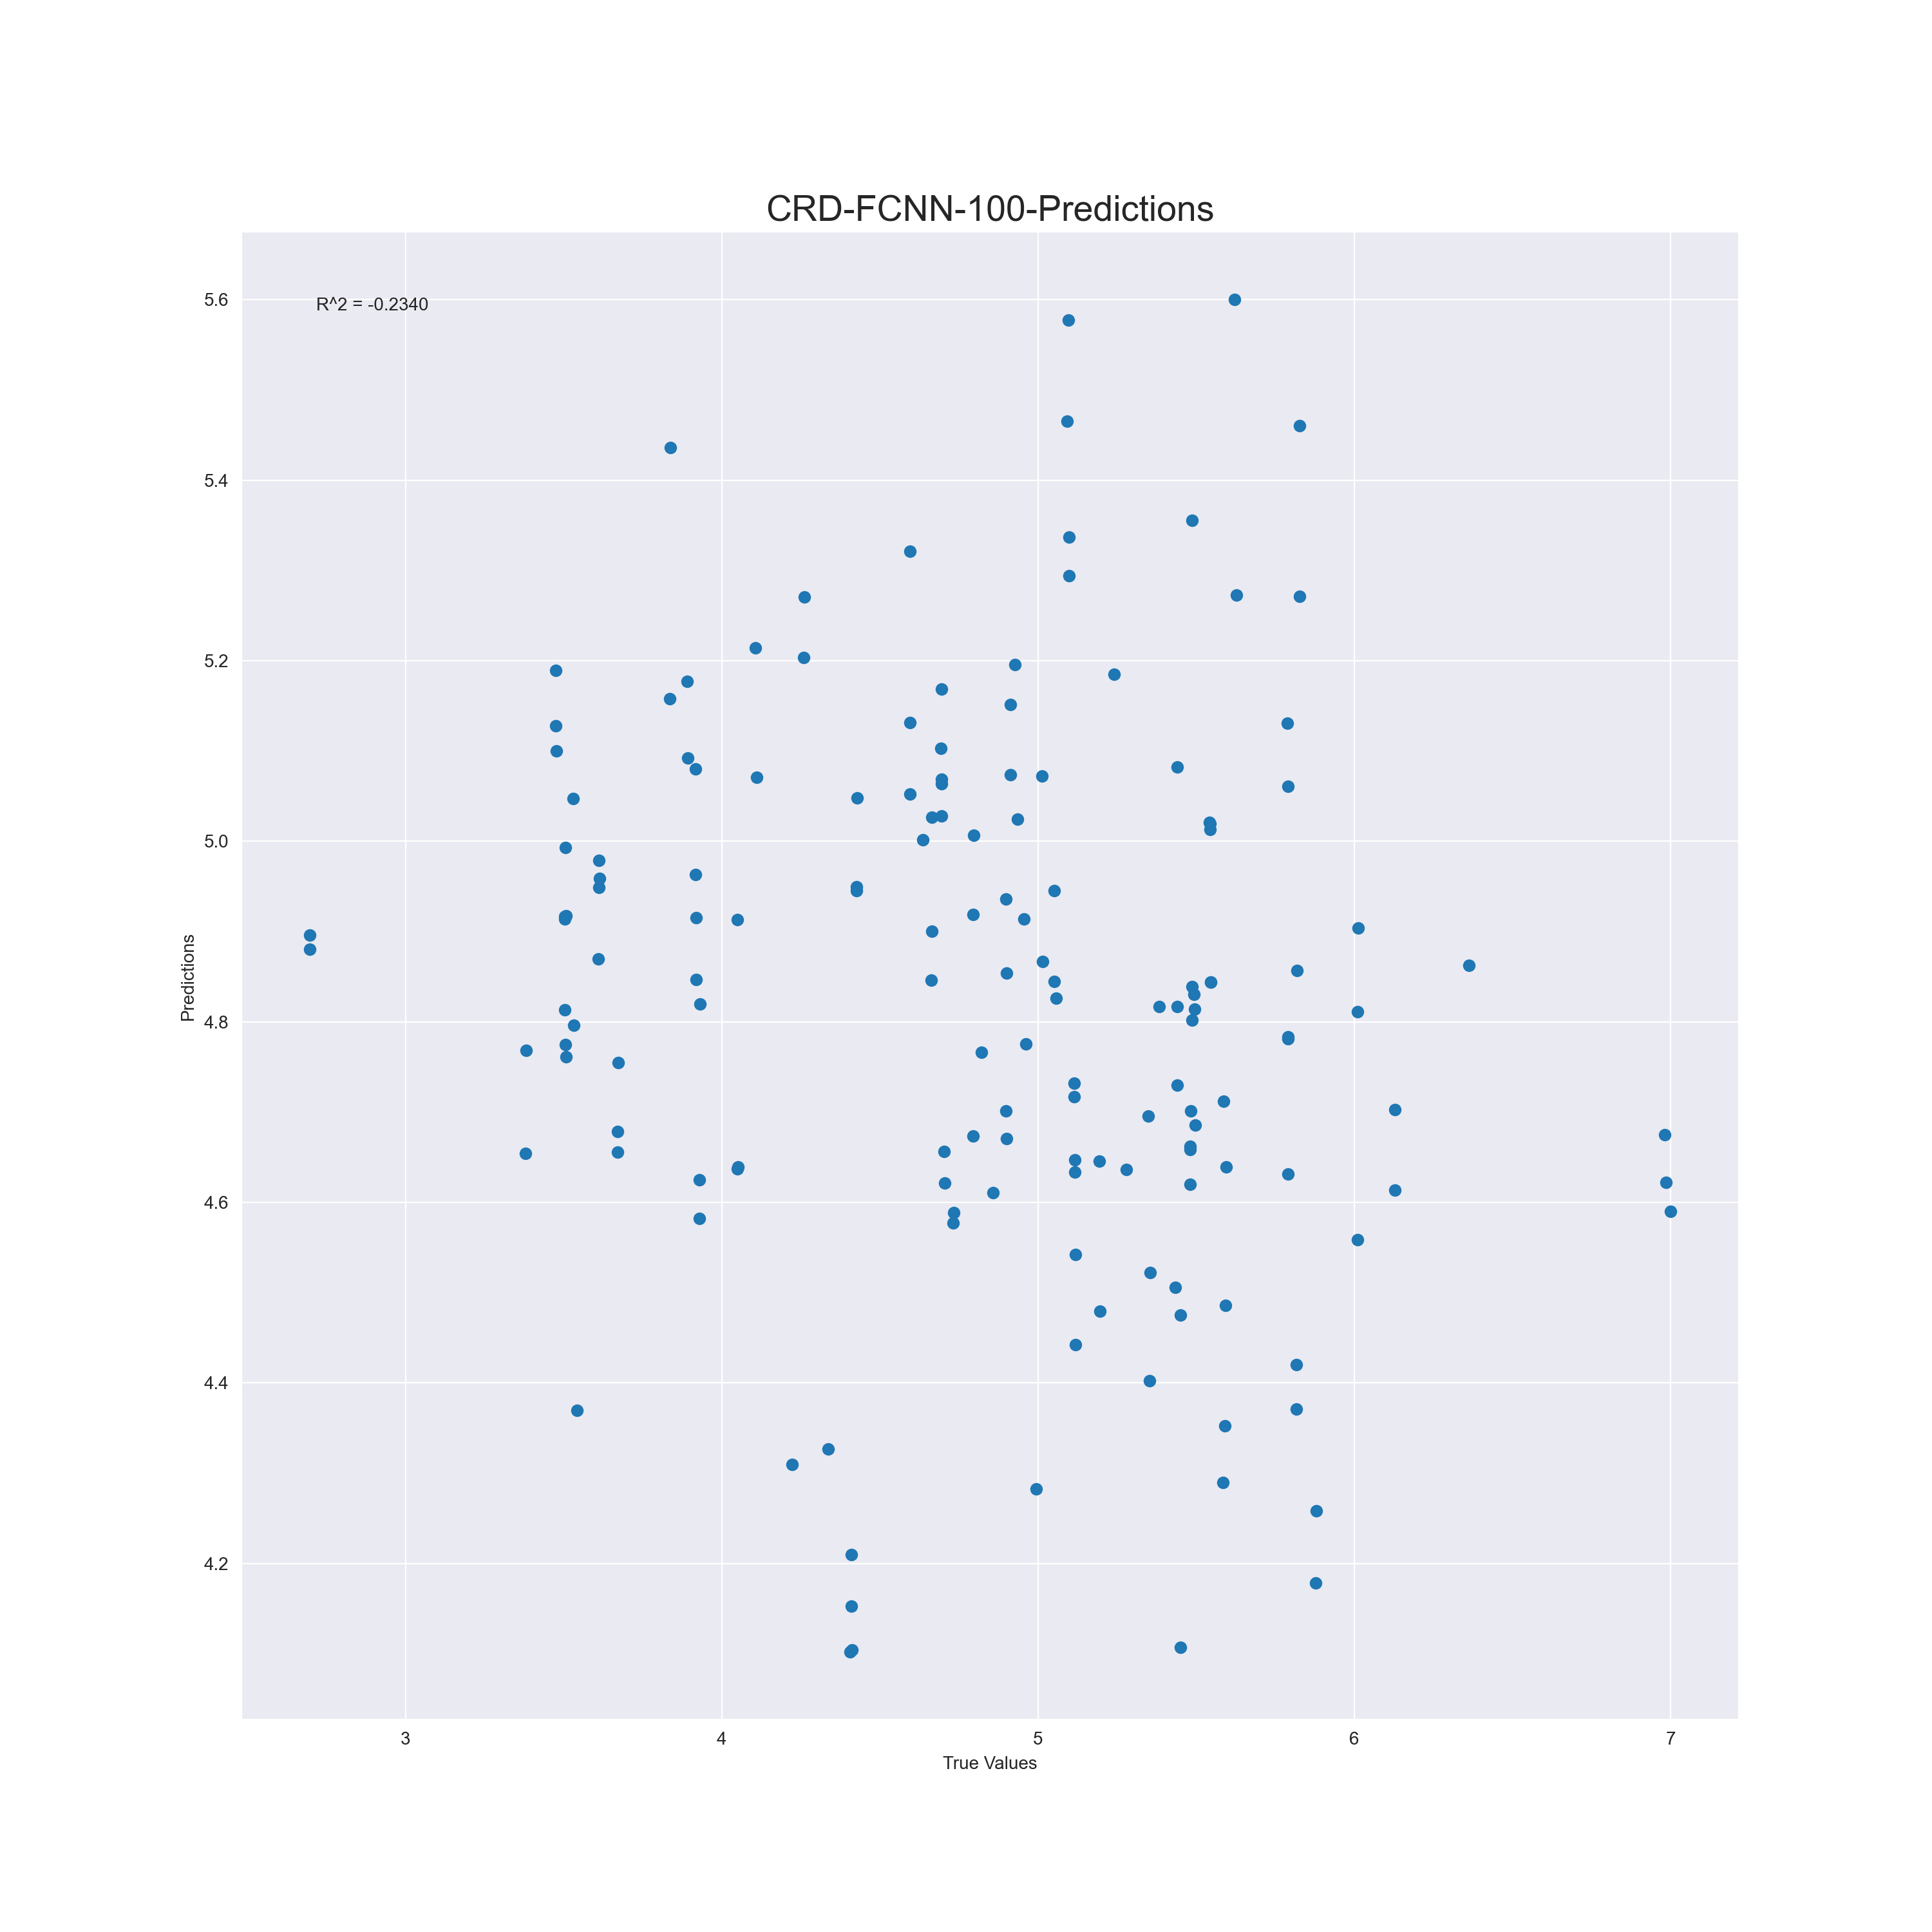 CRD-FCNN-100-Predictions
R^2 = -0.2340
5.6
5.4
5.2
5.0
4.8
4.6
4.4
4.2
Predictions
3 4 5 6 7
True Values